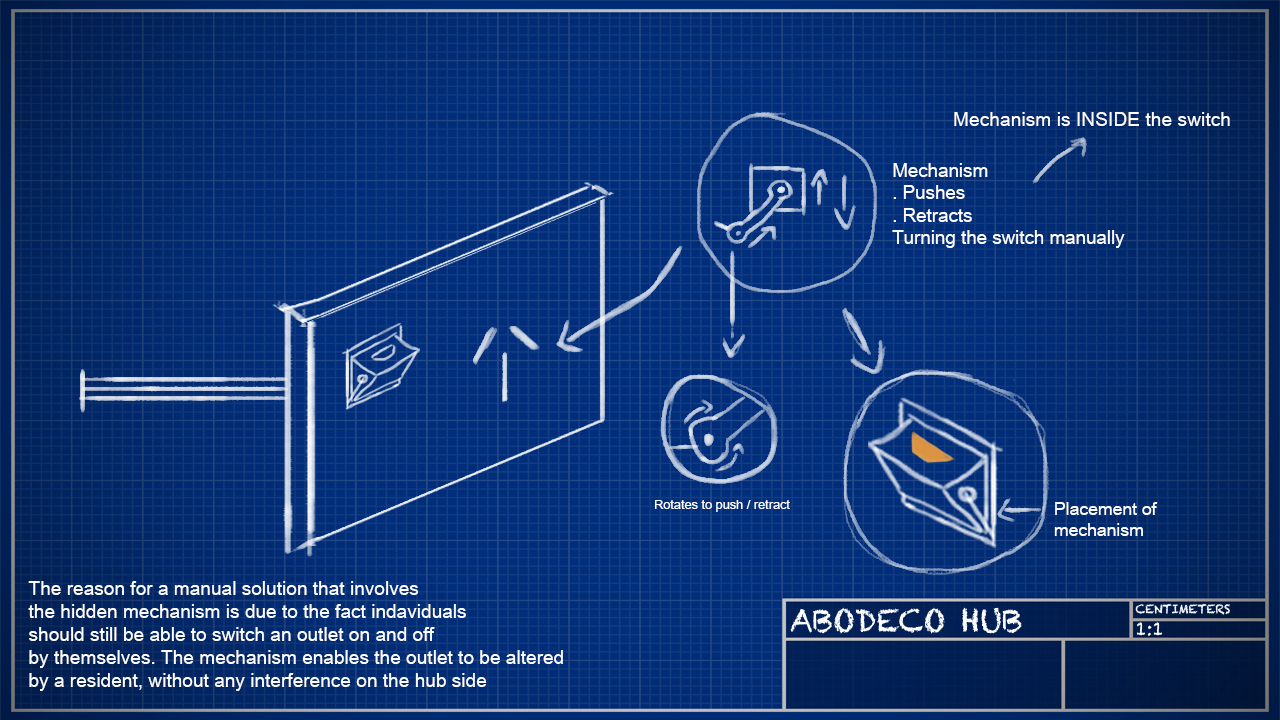 Mechanism is INSIDE the switch
Mechanism
. Pushes
. Retracts
Turning the switch manually
Rotates to push / retract
Placement of
mechanism
The reason for a manual solution that involves
the hidden mechanism is due to the fact indaviduals
should still be able to switch an outlet on and off
by themselves. The mechanism enables the outlet to be altered
by a resident, without any interference on the hub side
ABODECO HUB
CENTIMETERS
1:1